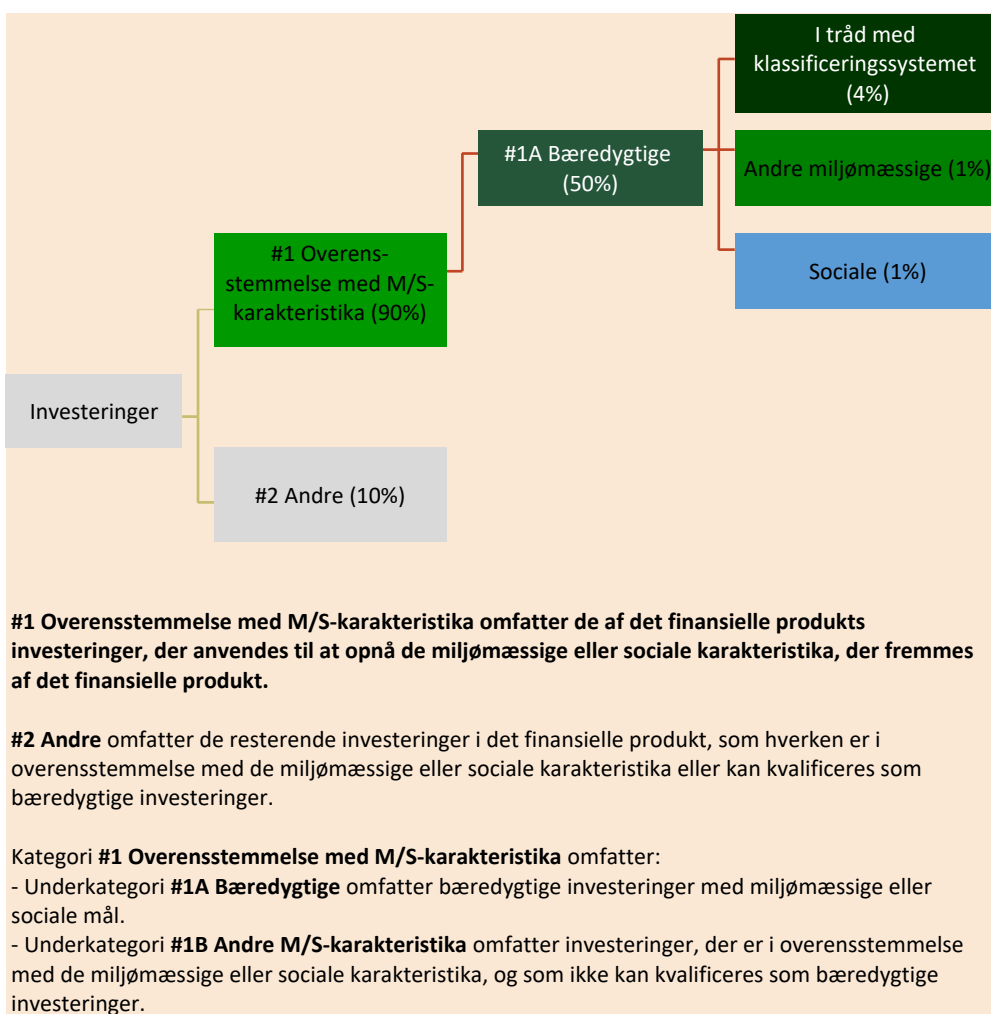 I tråd med
klassificeringssystemet
(4%)
#1A Bæredygtige
(50%)
Andre miljømæssige (1%)
#1 Overens-
stemmelse med M/S-
karakteristika (90%)
Sociale (1%)
Investeringer
#2 Andre (10%)
#1 Overensstemmelse med M/S-karakteristika omfatter de af det finansielle produkts
investeringer, der anvendes til at opnå de miljømæssige eller sociale karakteristika, der fremmes
af det finansielle produkt.
#2 Andre omfatter de resterende investeringer i det finansielle produkt, som hverken er i
overensstemmelse med de miljømæssige eller sociale karakteristika eller kan kvalificeres som
bæredygtige investeringer.
Kategori #1 Overensstemmelse med M/S-karakteristika omfatter:
- Underkategori #1A Bæredygtige omfatter bæredygtige investeringer med miljømæssige eller
sociale mål.
- Underkategori #1B Andre M/S-karakteristika omfatter investeringer, der er i overensstemmelse
med de miljømæssige eller sociale karakteristika, og som ikke kan kvalificeres som bæredygtige
investeringer.